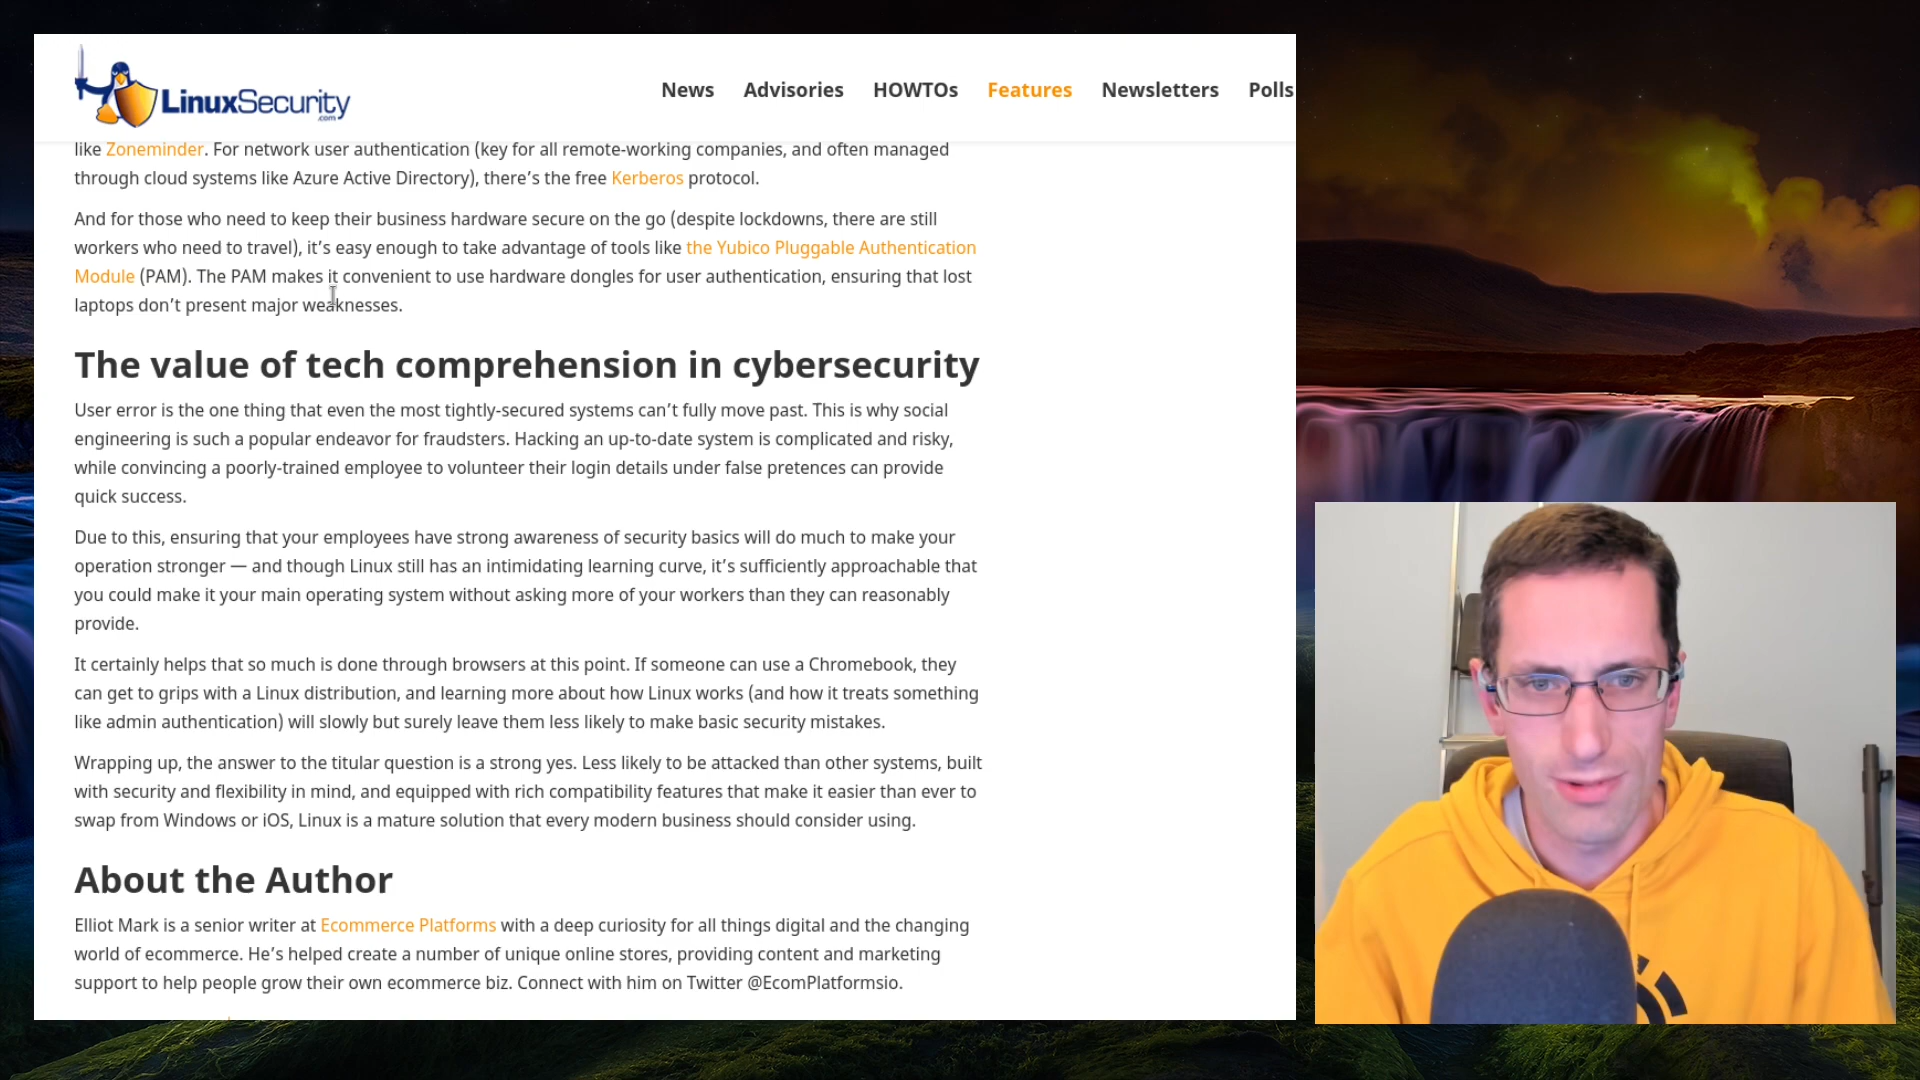 LinuxSecurity
.com
News Advisories HOWTOs Features Newsletters Polls
like Zoneminder. For network user authentication (key for all remote-working companies, and often managed
through cloud systems like Azure Active Directory), there’s the free Kerberos protocol.
And for those who need to keep their business hardware secure on the go (despite lockdowns, there are still
workers who need to travel), it’s easy enough to take advantage of tools like the Yubico Pluggable Authentication
Module (PAM). The PAM makes it convenient to use hardware dongles for user authentication, ensuring that lost
laptops don’t present major weaknesses.
The value of tech comprehension in cybersecurity
User error is the one thing that even the most tightly-secured systems can’t fully move past. This is why social
engineering is such a popular endeavor for fraudsters. Hacking an up-to-date system is complicated and risky,
while convincing a poorly-trained employee to volunteer their login details under false pretences can provide
quick success.
Due to this, ensuring that your employees have strong awareness of security basics will do much to make your
operation stronger — and though Linux still has an intimidating learning curve, it’s sufficiently approachable that
you could make it your main operating system without asking more of your workers than they can reasonably
provide.
It certainly helps that so much is done through browsers at this point. If someone can use a Chromebook, they
can get to grips with a Linux distribution, and learning more about how Linux works (and how it treats something
like admin authentication) will slowly but surely leave them less likely to make basic security mistakes.
Wrapping up, the answer to the titular question is a strong yes. Less likely to be attacked than other systems, built
with security and flexibility in mind, and equipped with rich compatibility features that make it easier than ever to
swap from Windows or iOS, Linux is a mature solution that every modern business should consider using.
About the Author
Elliot Mark is a senior writer at Ecommerce Platforms with a deep curiosity for all things digital and the changing
world of ecommerce. He’s helped create a number of unique online stores, providing content and marketing
support to help people grow their own ecommerce biz. Connect with him on Twitter @EcomPlatformsio.